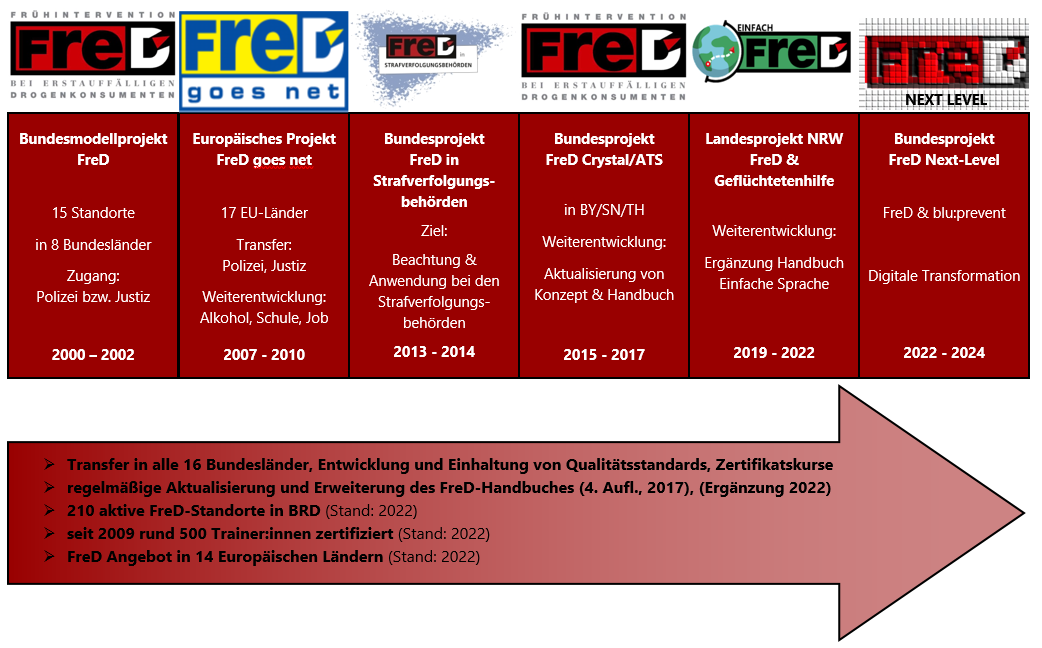 FRÜHINTERVENTION
FreD
BEI ERSTAUFFÄLLIGEN
DROGENKONSUMENTEN
FreD
goes net
FreD in
STRAFVERFOLGUNGSBEHÖRDEN
FRÜHINTERVENTION
FreD
BEI ERSTAUFFÄLLIGEN
DROGENKONSUMENTEN
EINFACH
FreD
FreD
NEXT LEVEL
Bundesmodellprojekt
FreD
15 Standorte
in 8 Bundesländer
Zugang:
Polizei bzw. Justiz
2000 – 2002
Europäisches Projekt
FreD goes net
17 EU-Länder
Transfer:
Polizei, Justiz
Weiterentwicklung:
Alkohol, Schule, Job
2007 - 2010
Bundesprojekt
FreD in
Strafverfolgungs-
behörden
Ziel:
Beachtung &
Anwendung bei den
Strafverfolgungs-
behörden
2013 - 2014
Bundesprojekt
FreD Crystal/ATS
in BY/SN/TH
Weiterentwicklung:
Aktualisierung von
Konzept & Handbuch
2015 - 2017
Landesprojekt NRW
FreD &
Geflüchtetenhilfe
Weiterentwicklung:
Ergänzung Handbuch
Einfache Sprache
2019 - 2022
Bundesprojekt
FreD Next-Level
FreD & blu:prevent
Digitale Transformation
2022 - 2024
➢ Transfer in alle 16 Bundesländer, Entwicklung und Einhaltung von Qualitätsstandards, Zertifikatskurse
➢ regelmäßige Aktualisierung und Erweiterung des FreD-Handbuches (4. Aufl., 2017), (Ergänzung 2022)
➢ 210 aktive FreD-Standorte in BRD (Stand: 2022)
➢ seit 2009 rund 500 Trainer:innen zertifiziert (Stand: 2022)
➢ FreD Angebot in 14 Europäischen Ländern (Stand: 2022)